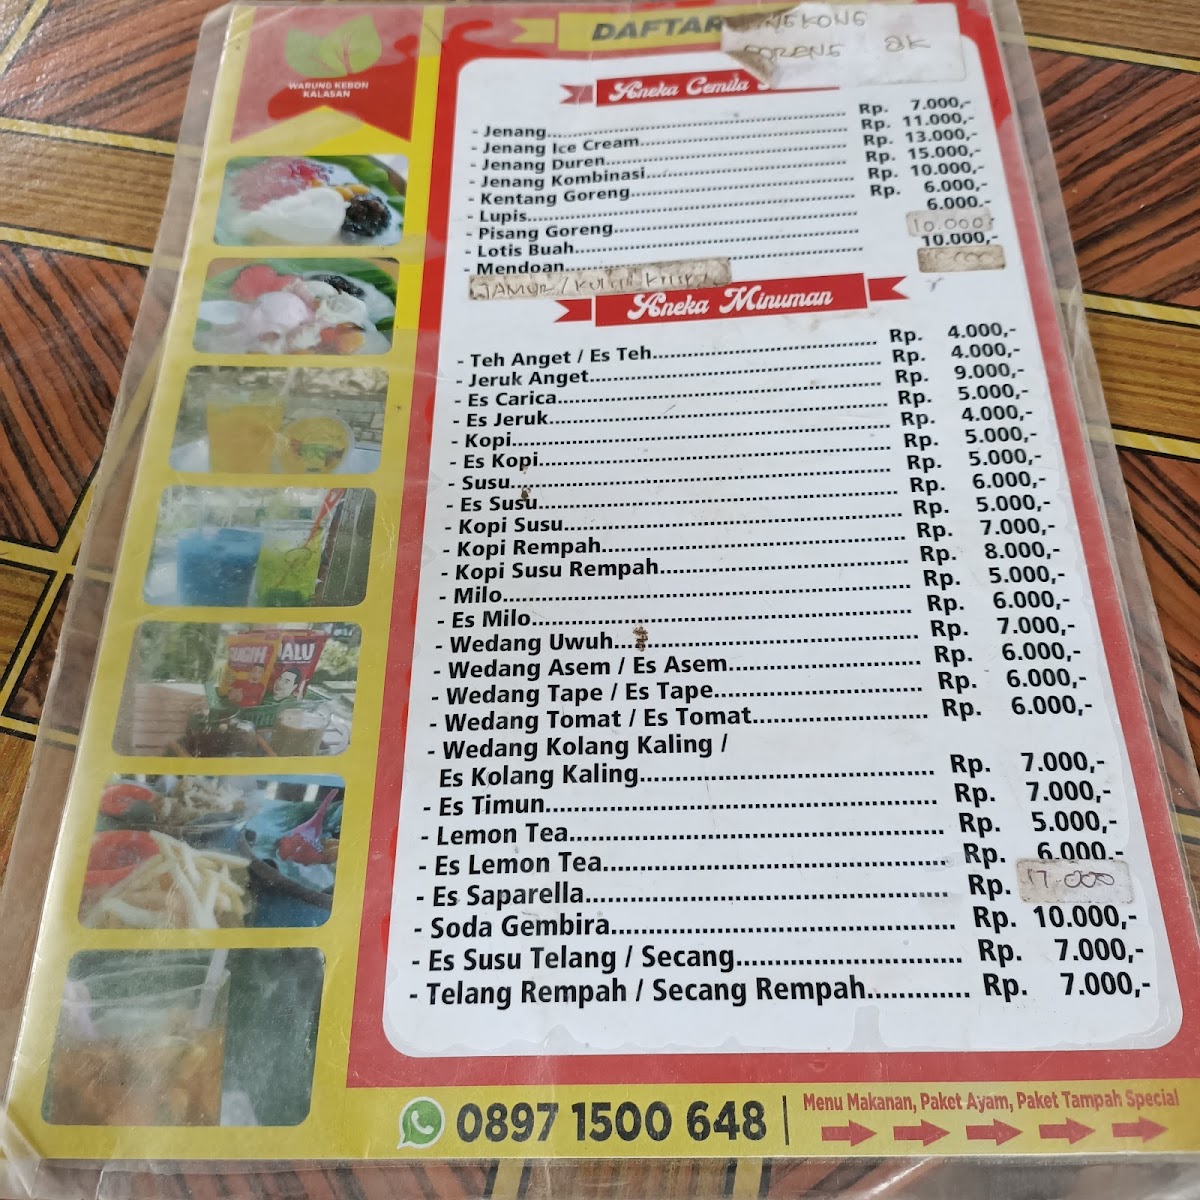 WARUNG KEBON
KALASAN
DAFTAR
GORENG 8K
Aneka Cemila
- Jenang Rp. 7.000,-
- Jenang Ice Cream Rp. 11.000,-
- Jenang Duren Rp. 13.000,-
- Jenang Kombinasi Rp. 15.000,-
- Kentang Goreng Rp. 10.000,-
- Lupis Rp. 6.000,-
- Pisang Goreng 6.000,-
- Lotis Buah 10.000
- Mendoan 10.000,-
JAMUR / KULIT
Aneka Minuman
- Teh Anget / Es Teh Rp. 4.000,-
- Jeruk Anget Rp. 4.000,-
- Es Carica Rp. 9.000,-
- Es Jeruk Rp. 5.000,-
- Kopi Rp. 4.000,-
- Es Kopi Rp. 5.000,-
- Susu Rp. 5.000,-
- Es Susu Rp. 6.000,-
- Kopi Susu Rp. 5.000,-
- Kopi Rempah Rp. 7.000,-
- Kopi Susu Rempah Rp. 8.000,-
- Milo Rp. 5.000,-
- Es Milo Rp. 6.000,-
- Wedang Uwuh Rp. 7.000,-
- Wedang Asem / Es Asem Rp. 6.000,-
- Wedang Tape / Es Tape Rp. 6.000,-
- Wedang Tomat / Es Tomat Rp. 6.000,-
- Wedang Kolang Kaling /
Es Kolang Kaling Rp. 7.000,-
- Es Timun Rp. 7.000,-
- Lemon Tea Rp. 5.000,-
- Es Lemon Tea Rp. 6.000,-
- Es Saparella Rp. 17.000
- Soda Gembira Rp. 10.000,-
- Es Susu Telang / Secang Rp. 7.000,-
- Telang Rempah / Secang Rempah Rp. 7.000,-
0897 1500 648
Menu Makanan, Paket Ayam, Paket Tampah Special